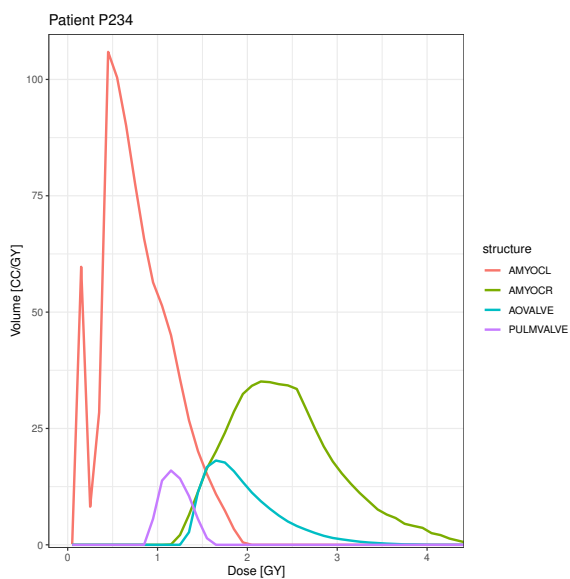 Patient P234
100
75
50
25
0
0
1
2
3
4
Volume [CC/GY]
Dose [GY]
structure
AMYOCL
AMYOCR
AOVALVE
PULMVALVE